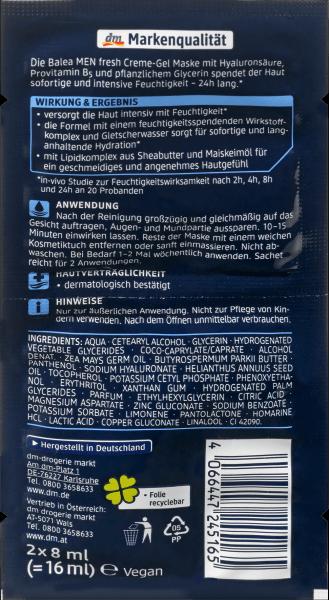 dm Markenqualität
Die Balea MEN fresh Creme-Gel Maske mit Hyaluronsäure,
Provitamin B5 und pflanzlichem Glycerin spendet der Haut
sofortige und intensive Feuchtigkeit – 24h lang.*
WIRKUNG & ERGEBNIS
• versorgt die Haut intensiv mit Feuchtigkeit*
• die Formel mit einem feuchtigkeitsspendenden Wirkstoff-
komplex und Gletscherwasser sorgt für sofortige und lang-
anhaltende Hydration*
• mit Lipidkomplex aus Sheabutter und Maiskeimöl für
ein geschmeidiges und angenehmes Hautgefühl
*In-vivo Studie zur Feuchtigkeitswirksamkeit nach 2h, 4h, 8h
und 24h an 20 Probanden
ANWENDUNG
Nach der Reinigung großzügig und gleichmäßig auf das
Gesicht auftragen, Augen- und Mundpartie aussparen. 10–15
Minuten einwirken lassen. Reste der Maske mit einem weichen
Kosmetiktuch entfernen oder sanft einmassieren. Nicht ab-
waschen. Bei Bedarf 1–2 Mal wöchentlich anwenden. Sachet
reicht für 2 Anwendungen.
HAUTVERTRÄGLICHKEIT
• dermatologisch bestätigt
HINWEISE
Nur zur äußerlichen Anwendung. Nicht zur Pflege von Kin-
dern verwenden. Nach dem Öffnen unmittelbar verbrauchen.
INGREDIENTS: AQUA · CETEARYL ALCOHOL · GLYCERIN · HYDROGENATED
VEGETABLE GLYCERIDES · COCO-CAPRYLATE/CAPRATE · ALCOHOL
DENAT. · ZEA MAYS GERM OIL · BUTYROSPERMUM PARKII BUTTER ·
PANTHENOL · SODIUM HYALURONATE · HELIANTHUS ANNUUS SEED
OIL · TOCOPHEROL · POTASSIUM CETYL PHOSPHATE · PHENOXYETHA-
NOL · ERYTHRITOL · XANTHAN GUM · HYDROGENATED PALM
GLYCERIDES · PARFUM · ETHYLHEXYLGLYCERIN · CITRIC ACID ·
MAGNESIUM ASPARTATE · ZINC GLUCONATE · SODIUM BENZOATE ·
POTASSIUM SORBATE · LIMONENE · PANTOLACTONE · HOMARINE
HCL · LACTIC ACID · COPPER GLUCONATE · LINALOOL · CI 42090.
Hergestellt in Deutschland
dm-drogerie markt
Am dm-Platz 1
DE-76227 Karlsruhe
Tel. 0800 3658633
www.dm.de
Vertrieb in Österreich:
dm drogerie markt
AT-5071 Wals
Tel. 0800 3658633
www.dm.at
• Folie
recyclebar
05
PP
2 x 8 ml
(= 16 ml) ℮ Vegan
4 066447 245165